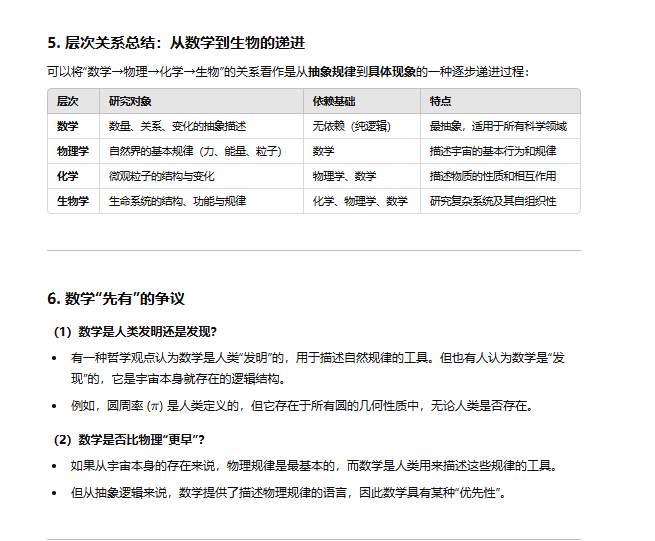 5. 层次关系总结：从数学到生物的递进
可以将“数学→物理→化学→生物”的关系看作是从抽象规律到具体现象的一种逐步递进过程：
层次 研究对象 依赖基础 特点
数学 数量、关系、变化的抽象描述 无依赖（纯逻辑） 最抽象，适用于所有科学领域
物理学 自然界的基本规律（力、能量、粒子） 数学 描述宇宙的基本行为和规律
化学 微观粒子的结构与变化 物理学、数学 描述物质的性质和相互作用
生物学 生命系统的结构、功能与规律 化学、物理学、数学 研究复杂系统及其自组织性
6. 数学“先有”的争议
（1）数学是人类发明还是发现？
• 有一种哲学观点认为数学是人类“发明”的，用于描述自然规律的工具。但也有人认为数学是“发
现”的，它是宇宙本身就存在的逻辑结构。
• 例如，圆周率 (π) 是人类定义的，但它存在于所有圆的几何性质中，无论人类是否存在。
（2）数学是否比物理“更早”？
• 如果从宇宙本身的存在来说，物理规律是最基本的，而数学是人类用来描述这些规律的工具。
• 但从抽象逻辑来说，数学提供了描述物理规律的语言，因此数学具有某种“优先性”。